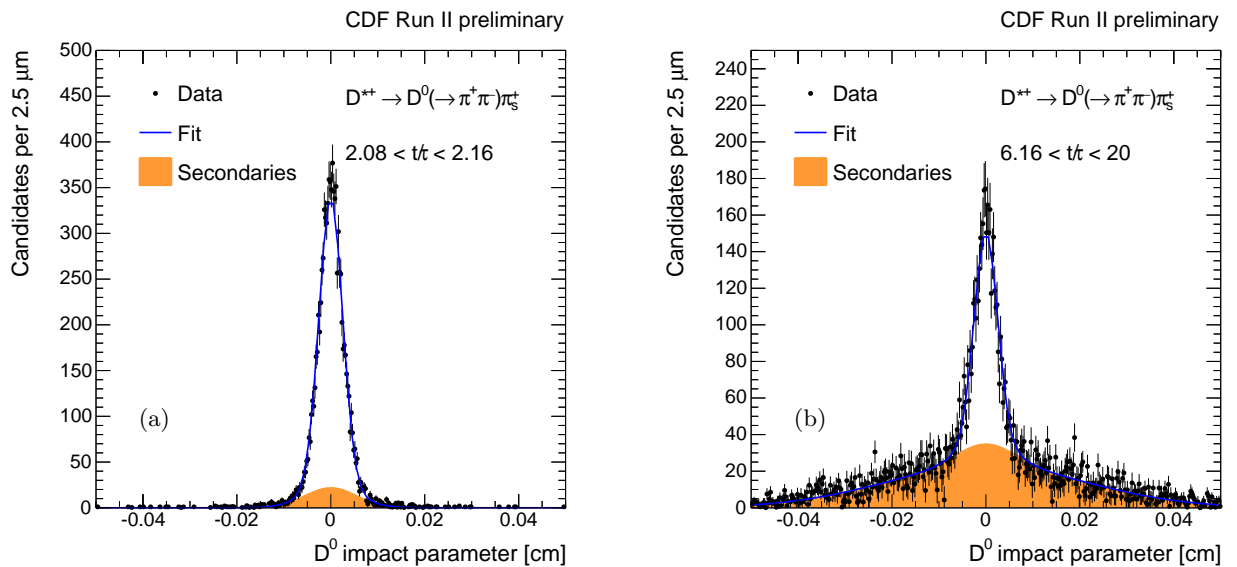 CDF Run II preliminary
Candidates per 2.5 μm
500
450
400
350
300
250
200
150
100
50
0
Data
Fit
Secondaries
D*⁺ → D⁰(→π⁺π⁻)πₛ⁺
2.08 < t/τ < 2.16
(a)
-0.04 -0.02 0 0.02 0.04
D⁰ impact parameter [cm]
CDF Run II preliminary
Candidates per 2.5 μm
240
220
200
180
160
140
120
100
80
60
40
20
0
Data
Fit
Secondaries
D*⁺ → D⁰(→π⁺π⁻)πₛ⁺
6.16 < t/τ < 20
(b)
-0.04 -0.02 0 0.02 0.04
D⁰ impact parameter [cm]